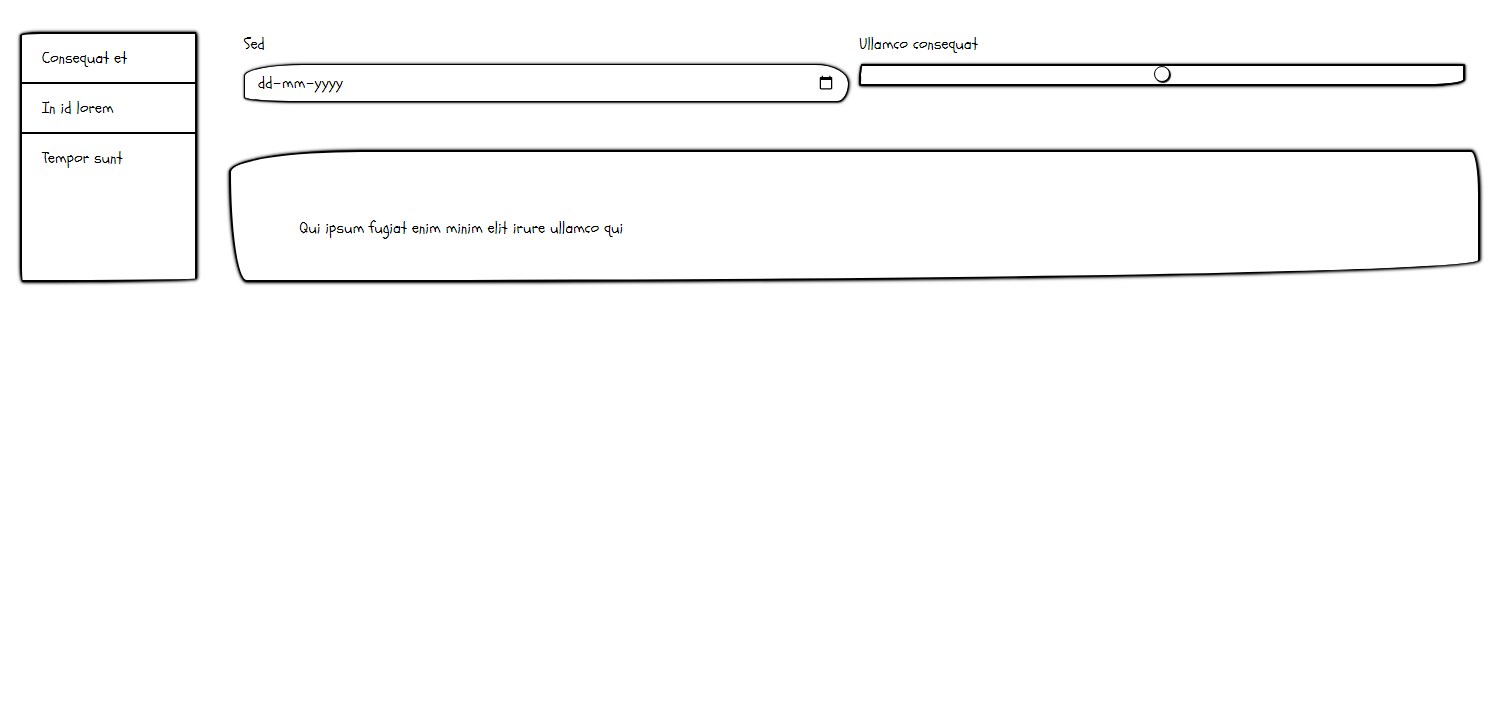 Consequat et
In id lorem
Tempor sunt
Sed
dd-mm-yyyy
Ullamco consequat
Qui ipsum fugiat enim minim elit irure ullamco qui